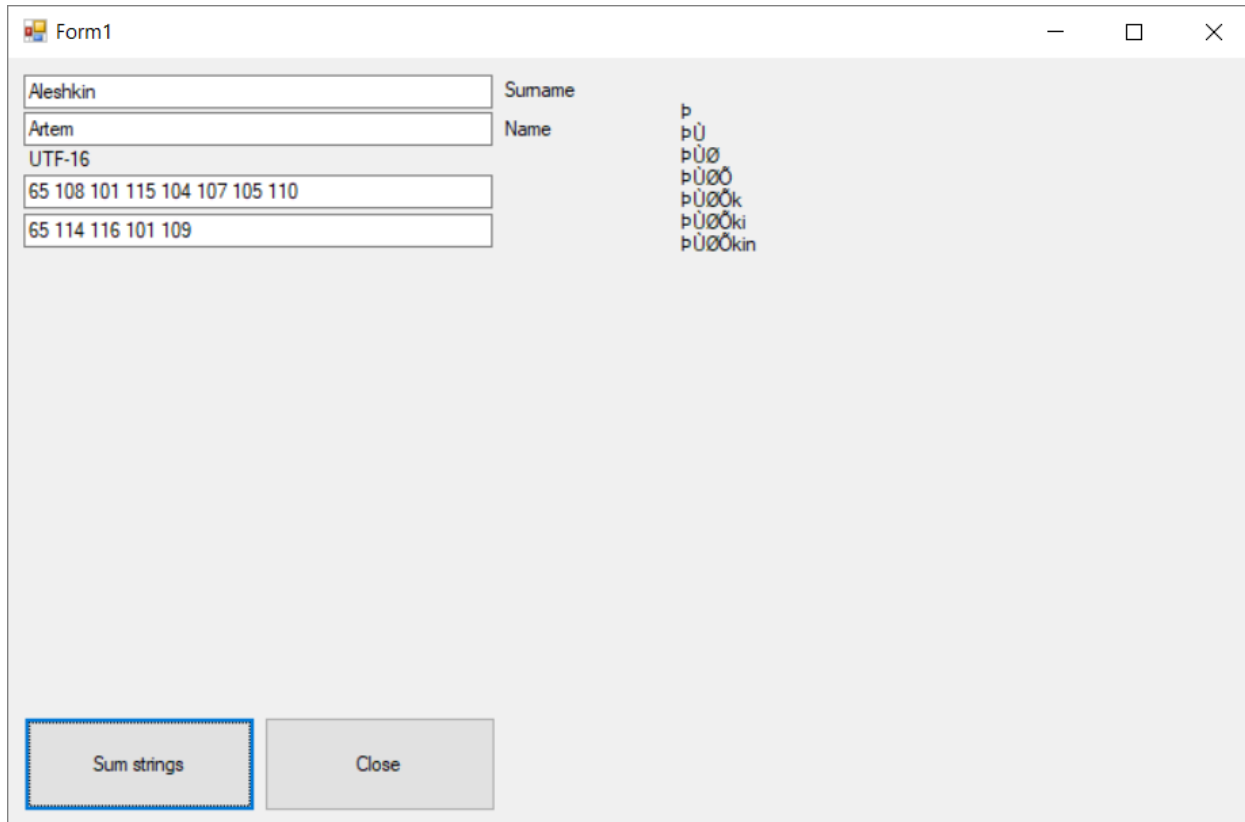 Form1
Aleshkin
Surname
Artem
Name
UTF-16
65 108 101 115 104 107 105 110
65 114 116 101 109
Þ
ÞÙ
ÞÙØ
ÞÙØÕ
ÞÙØÕk
ÞÙØÕki
ÞÙØÕkin
Sum strings
Close